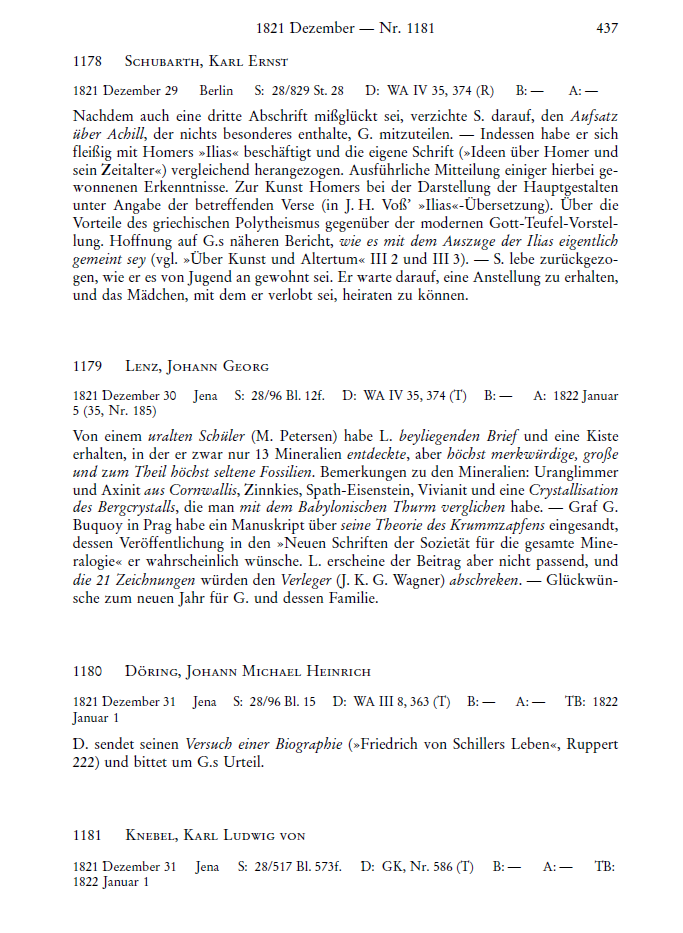 1821 Dezember — Nr. 1181 437
1178 Schubarth, Karl Ernst
1821 Dezember 29 Berlin S: 28/829 St. 28 D: WA IV 35, 374 (R) B: — A: —
Nachdem auch eine dritte Abschrift mißglückt sei, verzichte S. darauf, den Aufsatz
über Achill, der nichts besonderes enthalte, G. mitzuteilen. — Indessen habe er sich
fleißig mit Homers »Ilias« beschäftigt und die eigene Schrift (»Ideen über Homer und
sein Zeitalter«) vergleichend herangezogen. Ausführliche Mitteilung einiger hierbei ge-
wonnenen Erkenntnisse. Zur Kunst Homers bei der Darstellung der Hauptgestalten
unter Angabe der betreffenden Verse (in J. H. Voß’ »Ilias«-Übersetzung). Über die
Vorteile des griechischen Polytheismus gegenüber der modernen Gott-Teufel-Vorstel-
lung. Hoffnung auf G.s näheren Bericht, wie es mit dem Auszuge der Ilias eigentlich
gemeint sey (vgl. »Über Kunst und Altertum« III 2 und III 3). — S. lebe zurückgezo-
gen, wie er es von Jugend an gewohnt sei. Er warte darauf, eine Anstellung zu erhalten,
und das Mädchen, mit dem er verlobt sei, heiraten zu können.
1179 Lenz, Johann Georg
1821 Dezember 30 Jena S: 28/96 Bl. 12f. D: WA IV 35, 374 (T) B: — A: 1822 Januar
5 (35, Nr. 185)
Von einem uralten Schüler (M. Petersen) habe L. beyliegenden Brief und eine Kiste
erhalten, in der er zwar nur 13 Mineralien entdeckte, aber höchst merkwürdige, große
und zum Theil höchst seltene Fossilien. Bemerkungen zu den Mineralien: Uranglimmer
und Axinit aus Cornwallis, Zinnkies, Spath-Eisenstein, Vivianit und eine Crystallisation
des Bergcrystalls, die man mit dem Babylonischen Thurm verglichen habe. — Graf G.
Buquoy in Prag habe ein Manuskript über seine Theorie des Krummzapfens eingesandt,
dessen Veröffentlichung in den »Neuen Schriften der Sozietät für die gesamte Mine-
ralogie« er wahrscheinlich wünsche. L. erscheine der Beitrag aber nicht passend, und
die 21 Zeichnungen würden den Verleger (J. K. G. Wagner) abschreken. — Glückwün-
sche zum neuen Jahr für G. und dessen Familie.
1180 Döring, Johann Michael Heinrich
1821 Dezember 31 Jena S: 28/96 Bl. 15 D: WA III 8, 363 (T) B: — A: — TB: 1822
Januar 1
D. sendet seinen Versuch einer Biographie (»Friedrich von Schillers Leben«, Ruppert
222) und bittet um G.s Urteil.
1181 Knebel, Karl Ludwig von
1821 Dezember 31 Jena S: 28/517 Bl. 573f. D: GK, Nr. 586 (T) B: — A: — TB:
1822 Januar 1